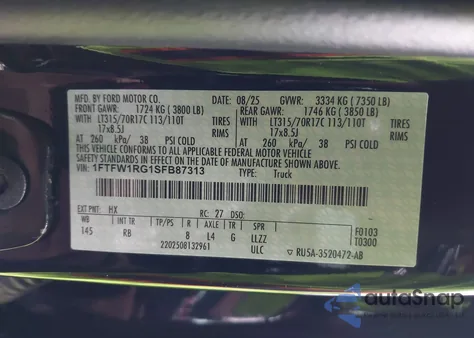 MFD. BY FORD MOTOR CO. 08/25 GVWR: 3334 KG ( 7350 LB)
FRONT GAWR: 1724 KG ( 3800 LB) REAR GAWR: 1746 KG ( 3850 LB)
WITH LT315/70R17C 113/110T TIRES WITH LT315/70R17C 113/110T TIRES
17x8.5J RIMS 17x8.5J RIMS
AT 260 kPa/ 38 PSI COLD AT 260 kPa/ 38 PSI COLD
THIS VEHICLE CONFORMS TO ALL APPLICABLE FEDERAL MOTOR VEHICLE
SAFETY AND THEFT PREVENTION STANDARDS IN EFFECT ON THE DATE OF
MANUFACTURE SHOWN ABOVE.
VIN: 1FTFW1RG1SFB87313 TYPE: Truck
EXT PNT: HX RC: 27 DSO: F0103
WB INT TR TP/PS R AXLE TR SPR T0300
145 RB 8 L4 G LLZZ
2202508132961 ULC RU5A-3520472-AB
autoSnap